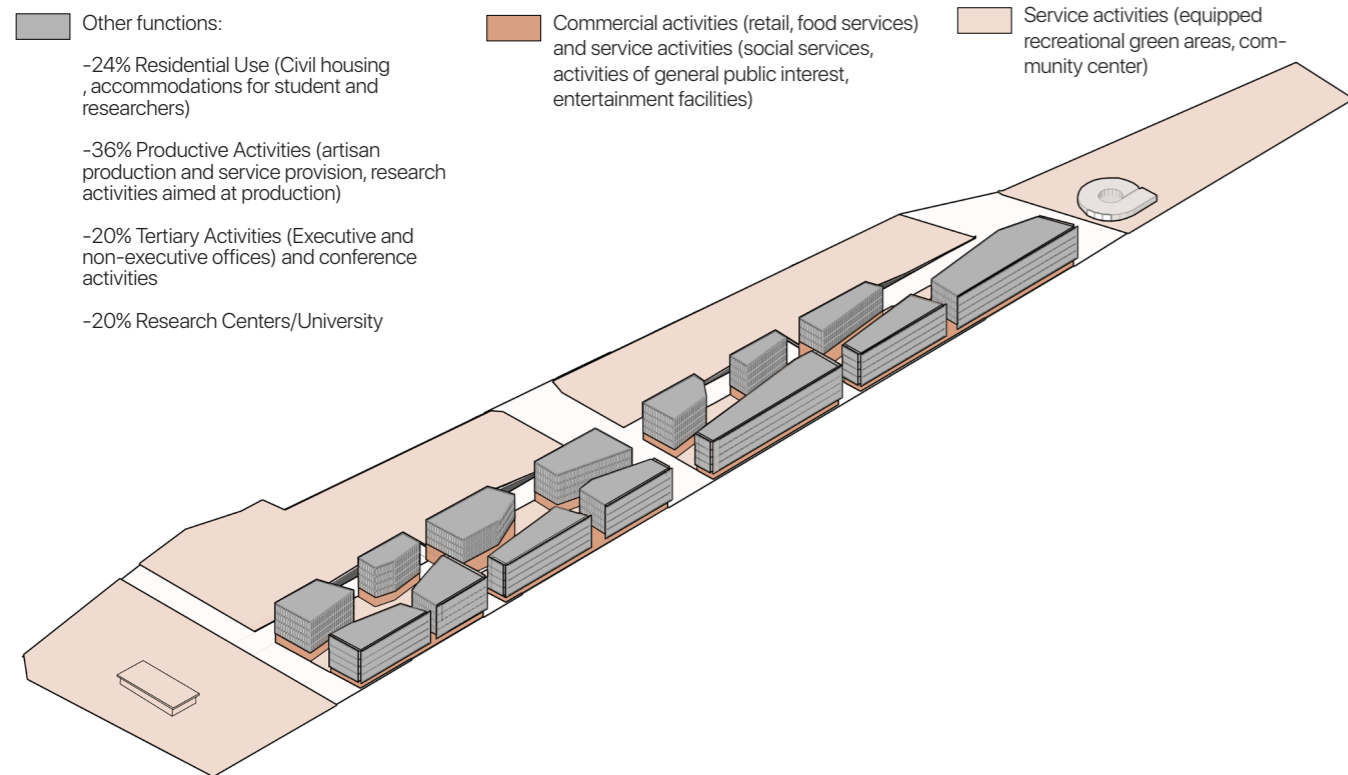 Other functions:
-24% Residential Use (Civil housing
, accommodations for student and
researchers)
-36% Productive Activities (artisan
production and service provision, research
activities aimed at production)
-20% Tertiary Activities (Executive and
non-executive offices) and conference
activities
-20% Research Centers/University
Commercial activities (retail, food services)
and service activities (social services,
activities of general public interest,
entertainment facilities)
Service activities (equipped
recreational green areas, com-
munity center)